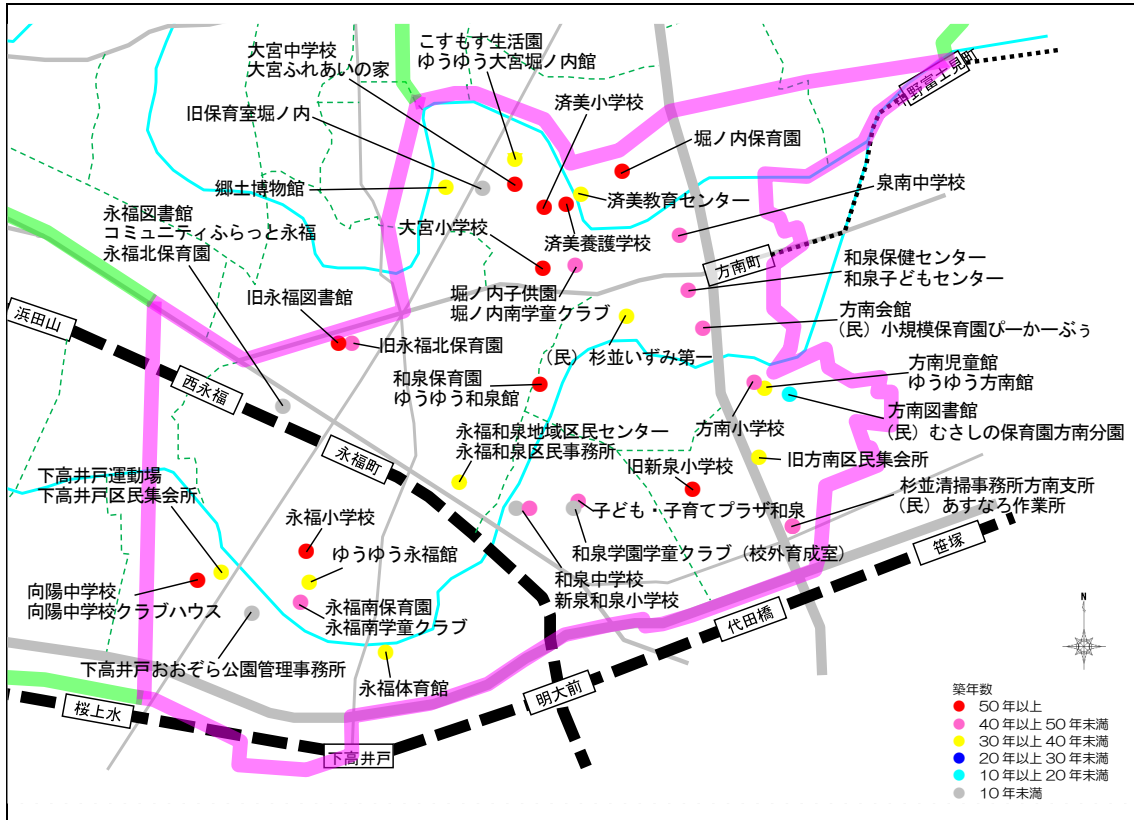 こすもす生活園
ゆうゆう大宮堀ノ内館
大宮中学校
大宮ふれあいの家
済美小学校
旧保育室堀ノ内
堀ノ内保育園
中野富士見町
郷土博物館
済美教育センター
泉南中学校
永福図書館
コミュニティふらっと永福
永福北保育園
大宮小学校
済美養護学校
方南町
和泉保健センター
和泉子どもセンター
旧永福図書館
堀ノ内子供園
堀ノ内南学童クラブ
浜田山
方南会館
(民)小規模保育園ぴーかーぶぅ
旧永福北保育園
(民)杉並いずみ第一
西永福
和泉保育園
ゆうゆう和泉館
方南児童館
ゆうゆう方南館
方南小学校
方南図書館
(民)むさしの保育園方南分園
永福町
永福和泉地域区民センター
永福和泉区民事務所
旧新泉小学校
旧方南区民集会所
下高井戸運動場
下高井戸区民集会所
杉並清掃事務所方南支所
(民)あすなろ作業所
永福小学校
子ども・子育てプラザ和泉
笹塚
ゆうゆう永福館
和泉学園学童クラブ(校外育成室)
向陽中学校
向陽中学校クラブハウス
和泉中学校
新泉和泉小学校
永福南保育園
永福南学童クラブ
代田橋
N
下高井戸おおぞら公園管理事務所
永福体育館
明大前
桜上水
下高井戸
築年数
50年以上
40年以上50年未満
30年以上40年未満
20年以上30年未満
10年以上20年未満
10年未満